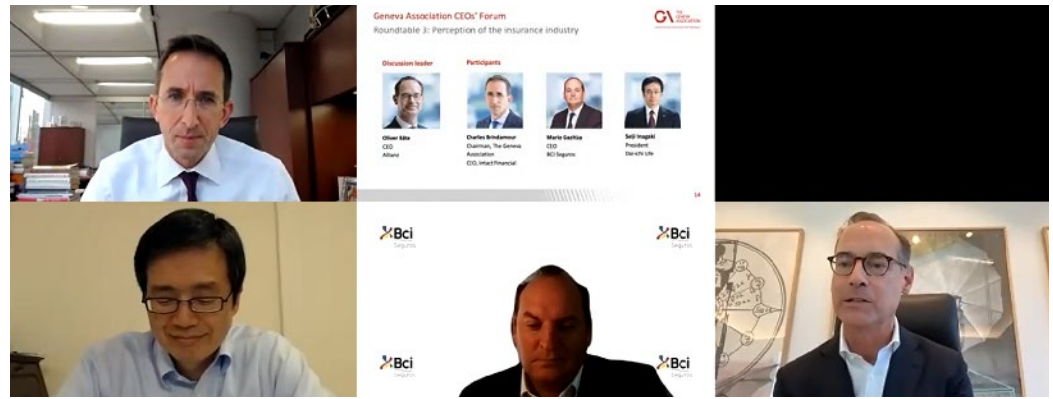 Geneva Association CEOs' Forum
Roundtable 3: Perception of the insurance industry
THE
GENEVA
ASSOCIATION
Discussion leader
Participants
Oliver Bäte
CEO
Allianz
Charles Brindamour
Chairman, The Geneva
Association
CEO, Intact Financial
Mario Gazitúa
CEO
BCI Seguros
Seiji Inagaki
President
Dai-ichi Life
14
Bci
Seguros
Bci
Seguros
Bci
Seguros
Bci
Seguros